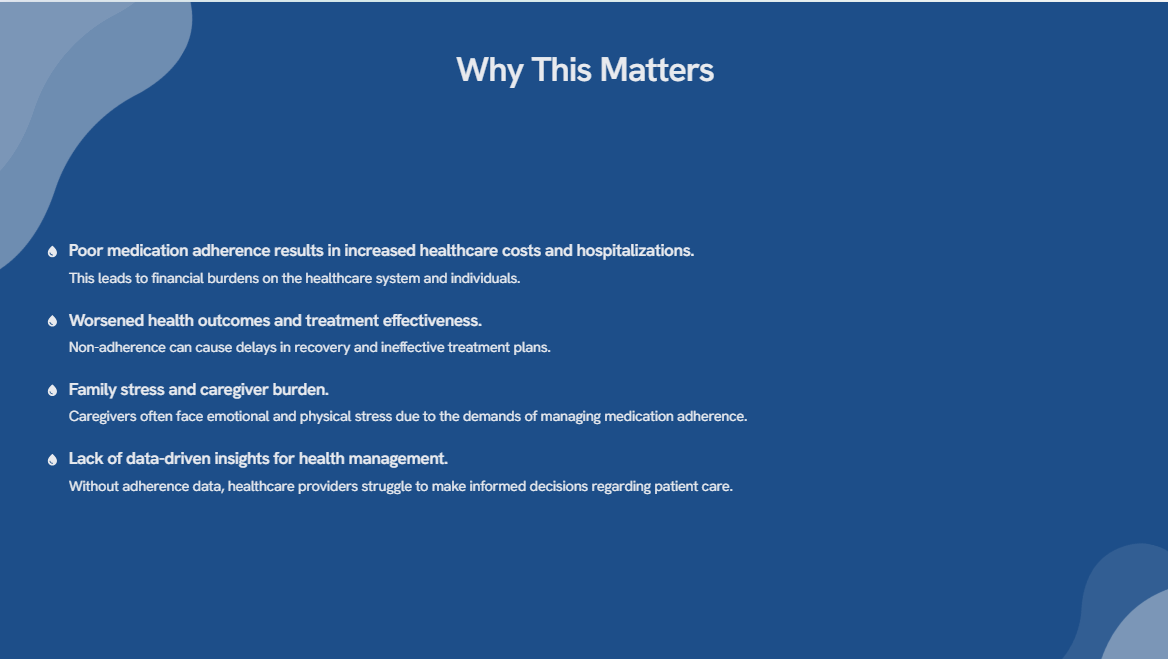 Why This Matters
Poor medication adherence results in increased healthcare costs and hospitalizations.
This leads to financial burdens on the healthcare system and individuals.
Worsened health outcomes and treatment effectiveness.
Non-adherence can cause delays in recovery and ineffective treatment plans.
Family stress and caregiver burden.
Caregivers often face emotional and physical stress due to the demands of managing medication adherence.
Lack of data-driven insights for health management.
Without adherence data, healthcare providers struggle to make informed decisions regarding patient care.